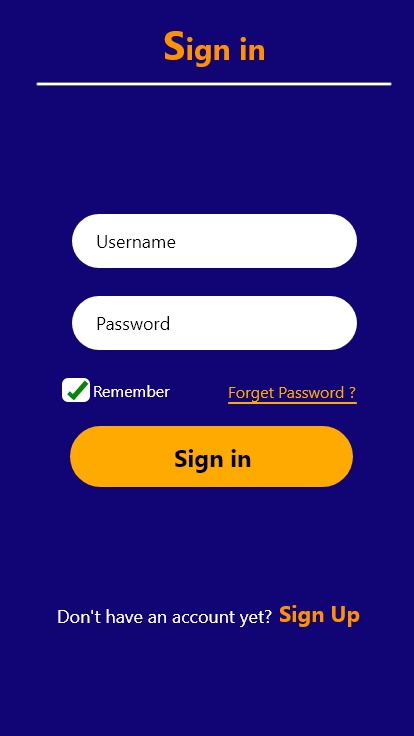 Sign in
Username
Password
Remember Forget Password ?
Sign in
Don't have an account yet? Sign Up